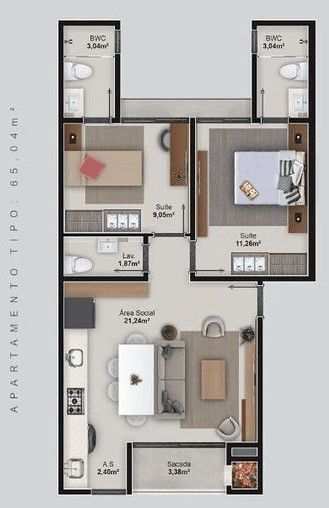 APARTAMENTO TIPO: 65,04m²
A.S
2,40m²
Área Social
21,24m²
Lav.
1,87m²
Suíte
9,05m²
BWC
3,04m²
Sacada
3,38m²
Suíte
11,26m²
BWC
3,04m²